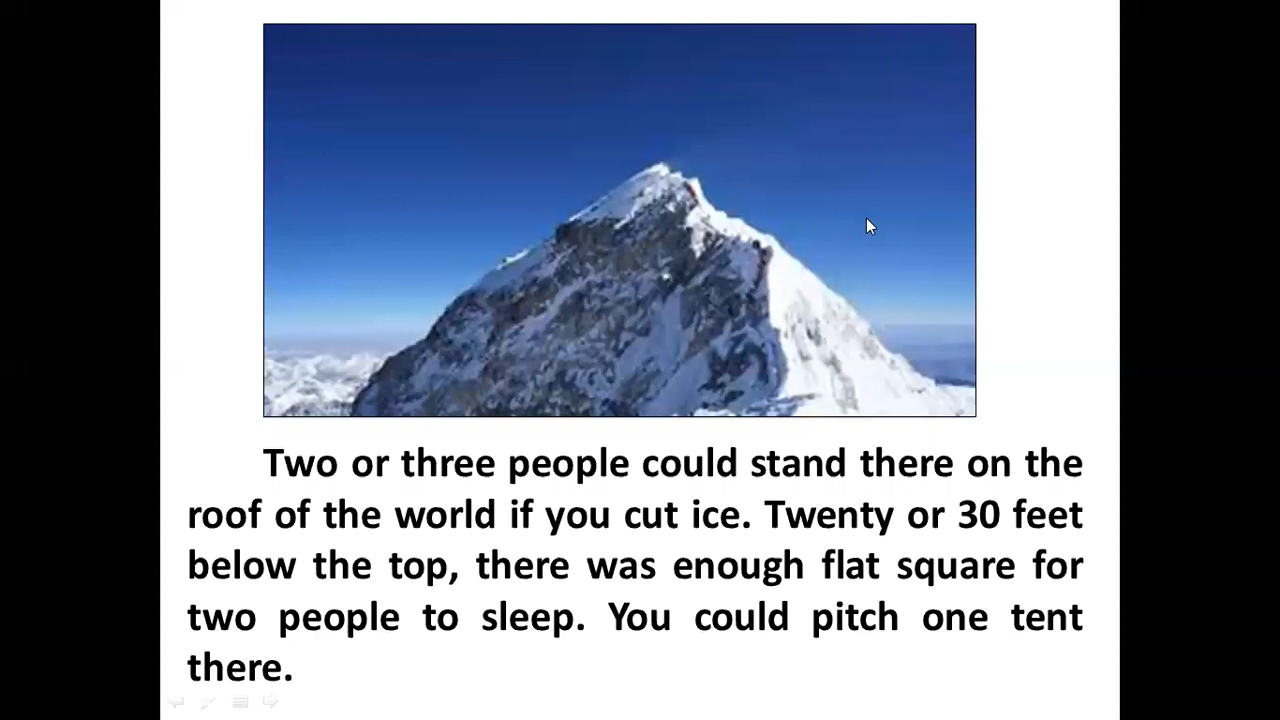 Two or three people could stand there on the
roof of the world if you cut ice. Twenty or 30 feet
below the top, there was enough flat square for
two people to sleep. You could pitch one tent
there.